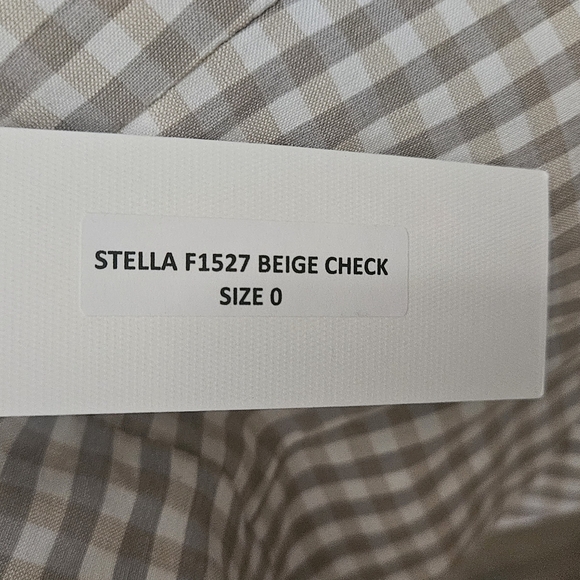 STELLA F1527 BEIGE CHECK
SIZE 0